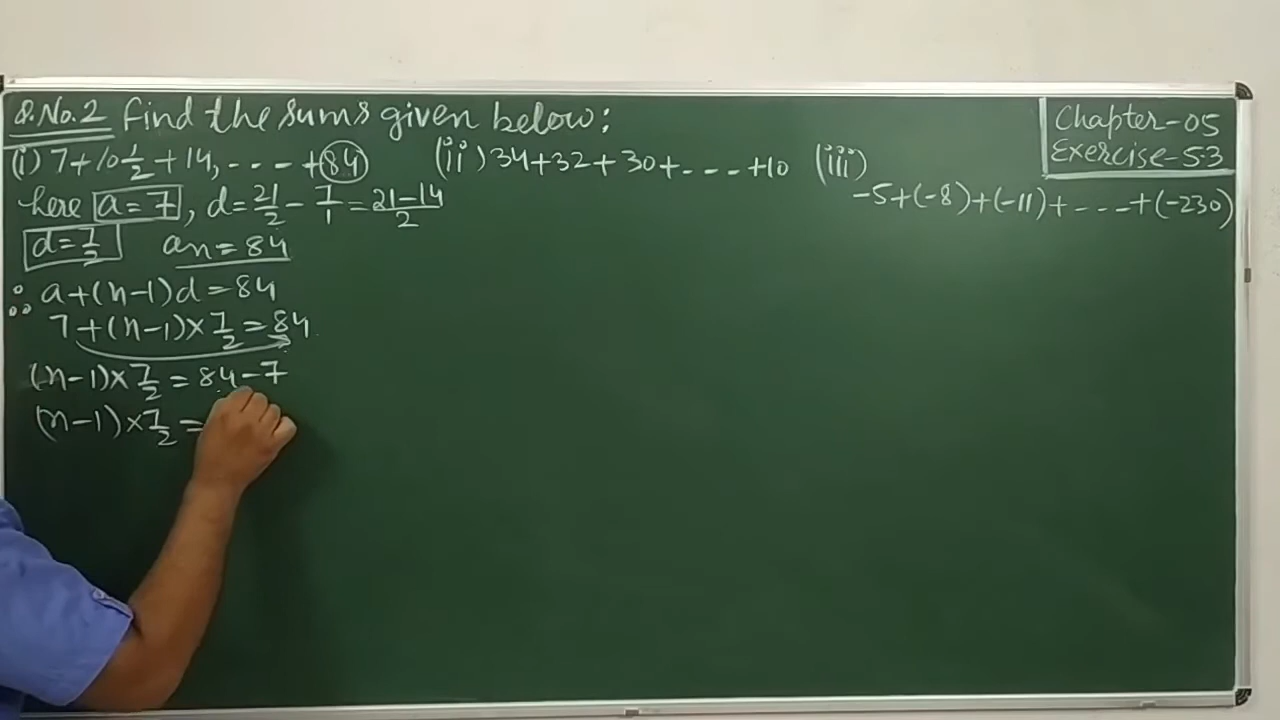 Q.No.2 Find the sums given below:
Chapter-05
Exercise-5.3
(i) 7+10 1/2+14,----+84
(ii) 34+32+30+----+10
(iii)
-5+(-8)+(-11)+----+(-230)
here a=7, d=21/2-7/1=21-14/2
d=7/2 an=84
∴ a+(n-1)d=84
7+(n-1)×7/2=84
(n-1)×7/2=84-7
(n-1)×7/2=